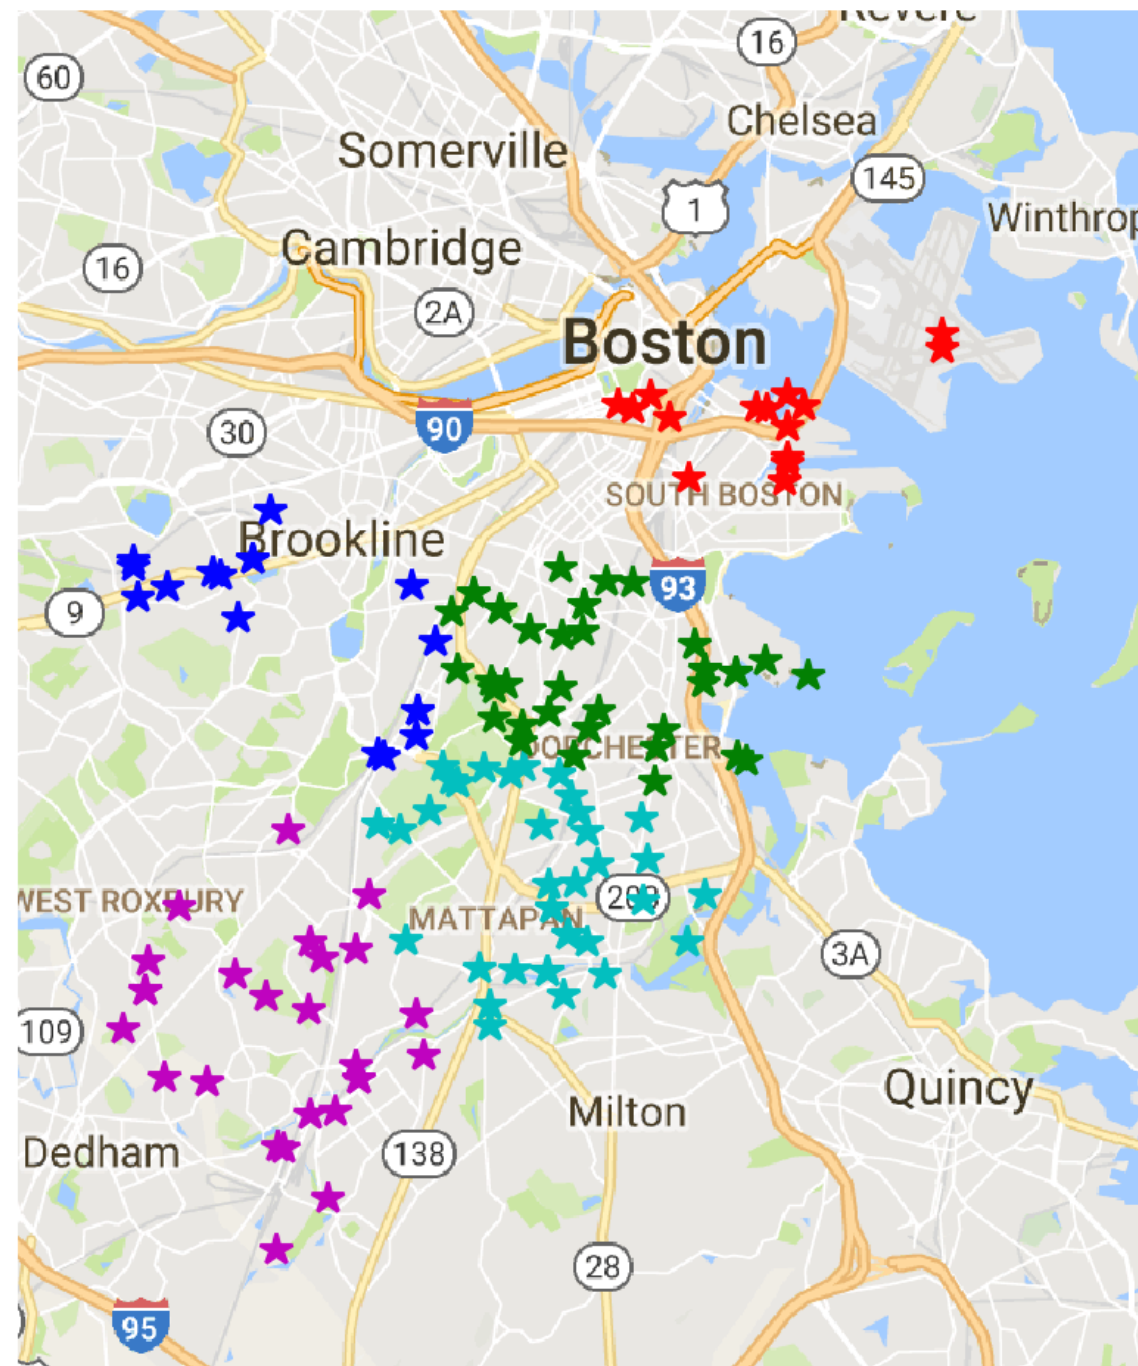 Revere
16
60
Chelsea
Somerville
145
1
Winthrop
Cambridge
16
2A
Boston
90
30
SOUTH BOSTON
Brookline
93
9
DORCHESTER
WEST ROXBURY
203
MATTAPAN
3A
109
Quincy
Milton
Dedham
138
28
95